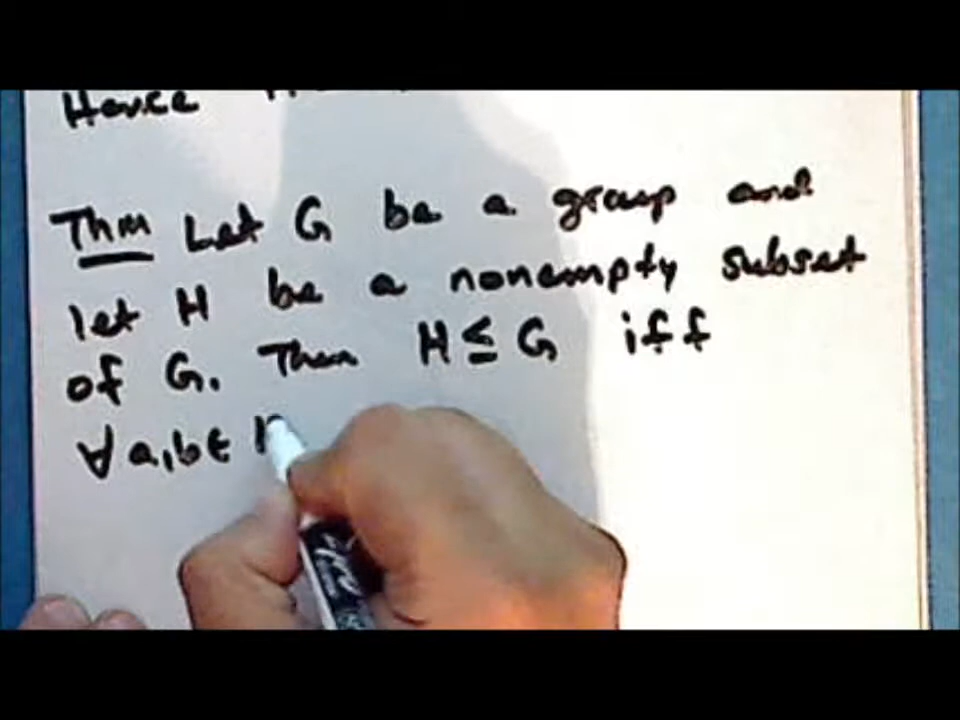 Hence
Thm Let G be a group and
let H be a nonempty subset
of G. Then H ≤ G iff
∀ a, b ∈